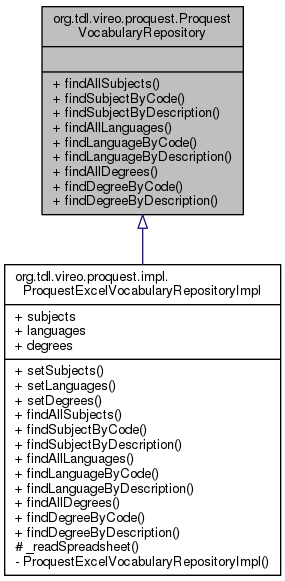 org.tdl.vireo.proquest.Proquest
VocabularyRepository
+ findAllSubjects()
+ findSubjectByCode()
+ findSubjectByDescription()
+ findAllLanguages()
+ findLanguageByCode()
+ findLanguageByDescription()
+ findAllDegrees()
+ findDegreeByCode()
+ findDegreeByDescription()
org.tdl.vireo.proquest.impl.
ProquestExcelVocabularyRepositoryImpl
+ subjects
+ languages
+ degrees
+ setSubjects()
+ setLanguages()
+ setDegrees()
+ findAllSubjects()
+ findSubjectByCode()
+ findSubjectByDescription()
+ findAllLanguages()
+ findLanguageByCode()
+ findLanguageByDescription()
+ findAllDegrees()
+ findDegreeByCode()
+ findDegreeByDescription()
# _readSpreadsheet()
- ProquestExcelVocabularyRepositoryImpl()